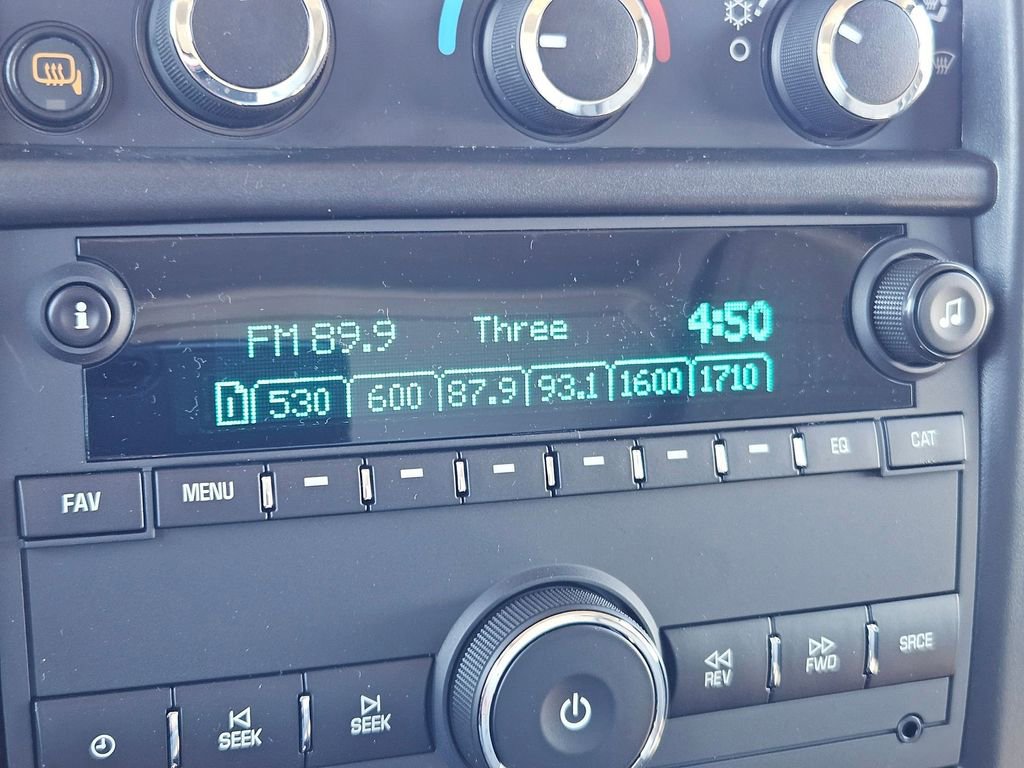 i
FM 89.9 Three 4:50
1 530 600 87.9 93.1 1600 1710
FAV MENU EQ CAT
REV FWD SRCE
SEEK SEEK